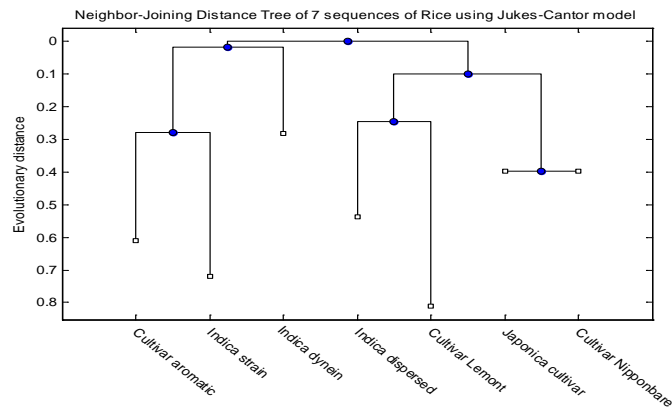 Neighbor-Joining Distance Tree of 7 sequences of Rice using Jukes-Cantor model
Evolutionary distance
0
0.1
0.2
0.3
0.4
0.5
0.6
0.7
0.8
Cultivar aromatic
Indica strain
Indica dynein
Indica dispersed
Cultivar Lemont
Japonica cultivar
Cultivar Nipponbare